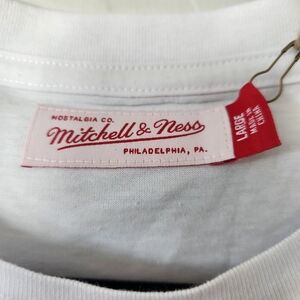 NOSTALGIA CO.
Mitchell & Ness
PHILADELPHIA, PA.
LARGE
MADE IN
CHINA